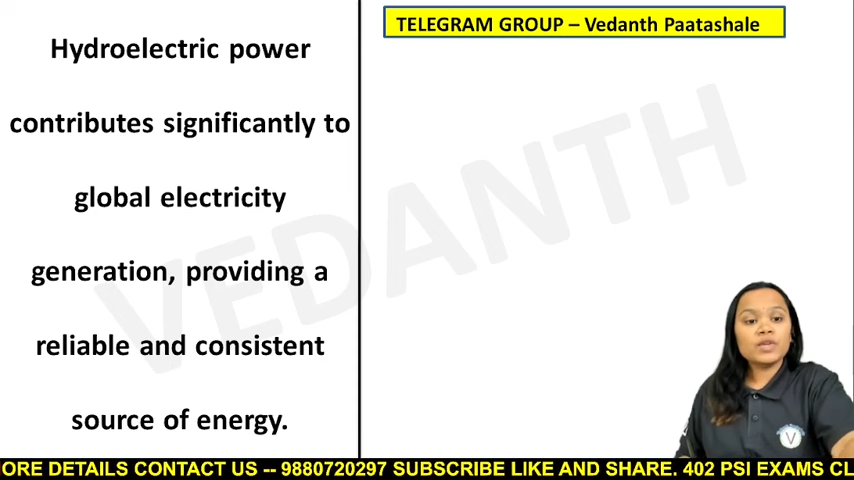 Hydroelectric power
contributes significantly to
global electricity
generation, providing a
reliable and consistent
source of energy.
TELEGRAM GROUP – Vedanth Paatashale
VEDANTH
V
ORE DETAILS CONTACT US -- 9880720297 SUBSCRIBE LIKE AND SHARE. 402 PSI EXAMS CL